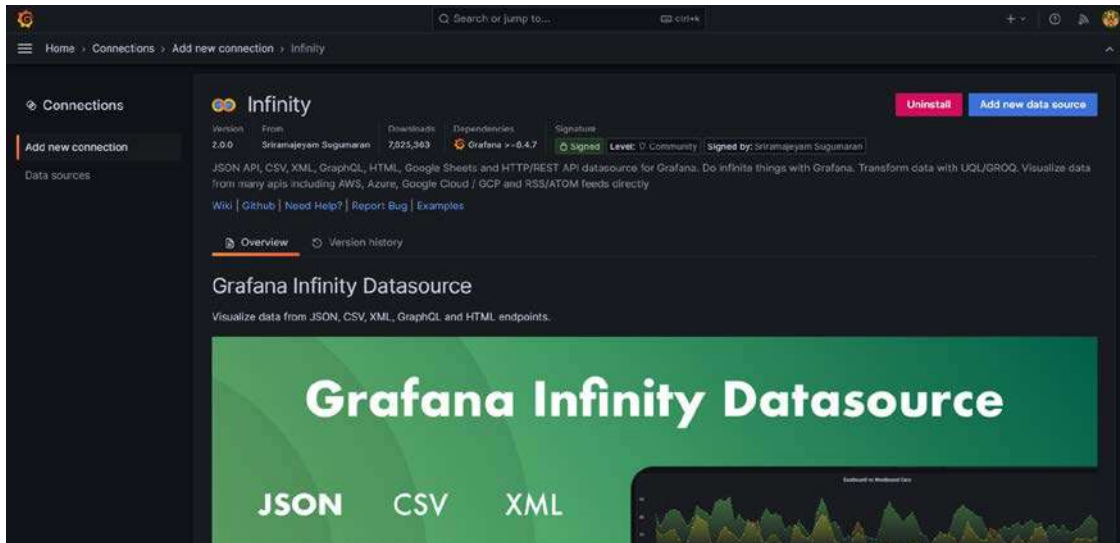 Search or jump to...
ctrl+k
Home › Connections › Add new connection › Infinity
Connections
Add new connection
Data sources
Infinity
Uninstall
Add new data source
Version From Downloads Dependencies Signature
2.0.0 Sriramajeyam Sugumaran 7,525,363 Grafana >=8.4.7 Signed Level: Community Signed by: Sriramajeyam Sugumaran
JSON API, CSV, XML, GraphQL, HTML, Google Sheets and HTTP/REST API datasource for Grafana. Do infinite things with Grafana. Transform data with UQL/GROQ. Visualize data
from many apis including AWS, Azure, Google Cloud / GCP and RSS/ATOM feeds directly
Wiki | Github | Need Help? | Report Bug | Examples
Overview
Version history
Grafana Infinity Datasource
Visualize data from JSON, CSV, XML, GraphQL and HTML endpoints.
Grafana Infinity Datasource
JSON CSV XML